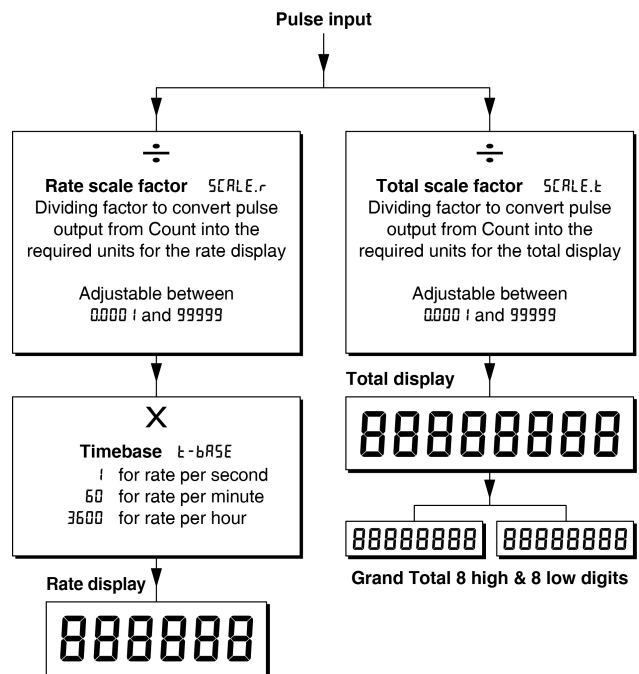 Pulse input
÷
Rate scale factor SCALE.r
Dividing factor to convert pulse
output from Count into the
required units for the rate display
Adjustable between
0.0001 and 99999
÷
Total scale factor SCALE.t
Dividing factor to convert pulse
output from Count into the
required units for the total display
Adjustable between
0.0001 and 99999
X
Timebase t-bASE
1 for rate per second
60 for rate per minute
3600 for rate per hour
Rate display
888888
Total display
88888888
88888888 88888888
Grand Total 8 high & 8 low digits